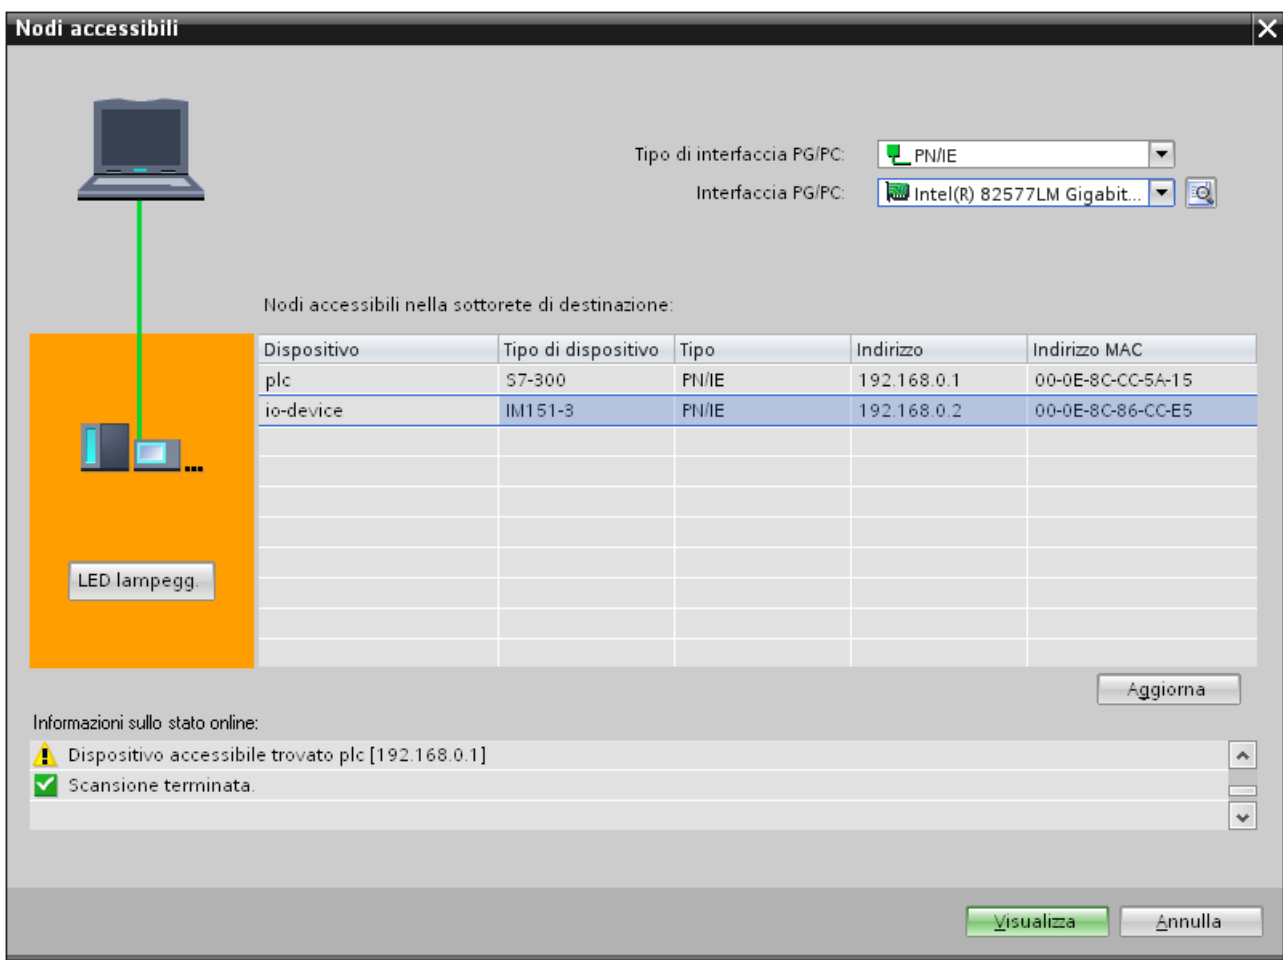 Nodi accessibili
Tipo di interfaccia PG/PC: PN/IE
Interfaccia PG/PC: Intel(R) 82577LM Gigabit...
Nodi accessibili nella sottorete di destinazione:
Dispositivo Tipo di dispositivo Tipo Indirizzo Indirizzo MAC
plc S7-300 PN/IE 192.168.0.1 00-0E-8C-CC-5A-15
io-device IM151-3 PN/IE 192.168.0.2 00-0E-8C-86-CC-E5
LED lampegg.
Aggiorna
Informazioni sullo stato online:
Dispositivo accessibile trovato plc [192.168.0.1]
Scansione terminata.
Visualizza Annulla